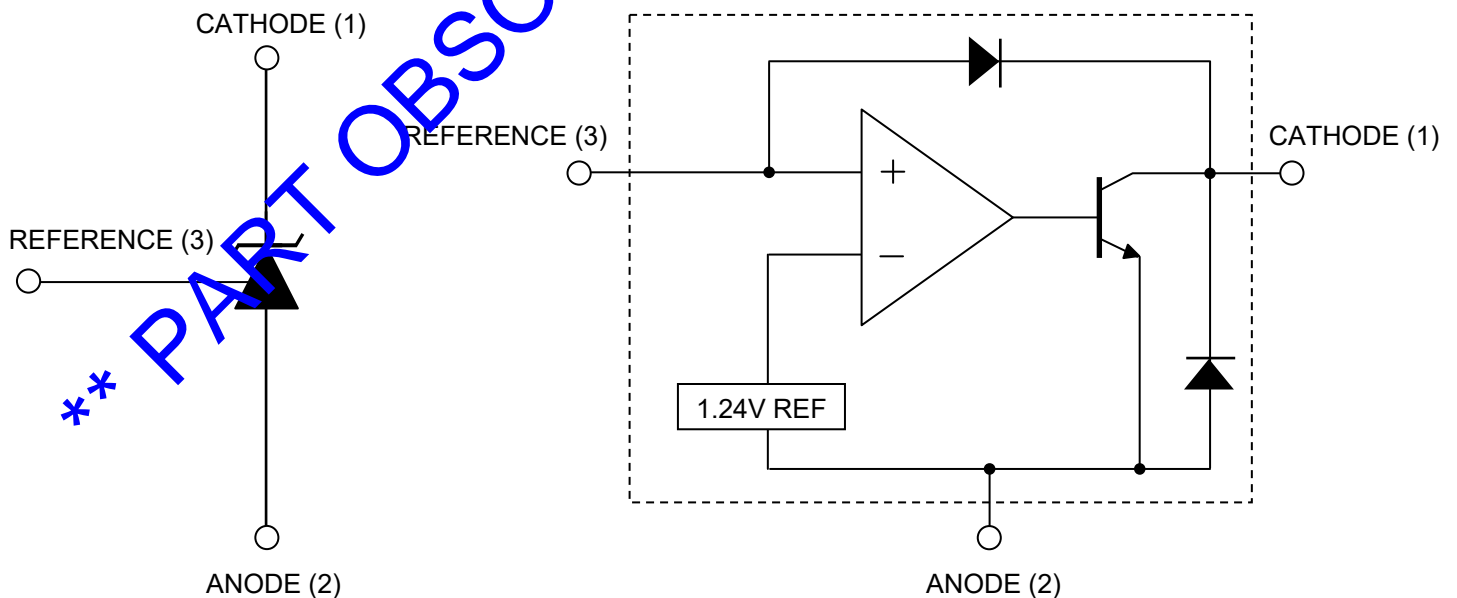 CATHODE (1)
REFERENCE (3)
ANODE (2)
REFERENCE (3)
CATHODE (1)
+
−
1.24V REF
ANODE (2)
** PART OBSO